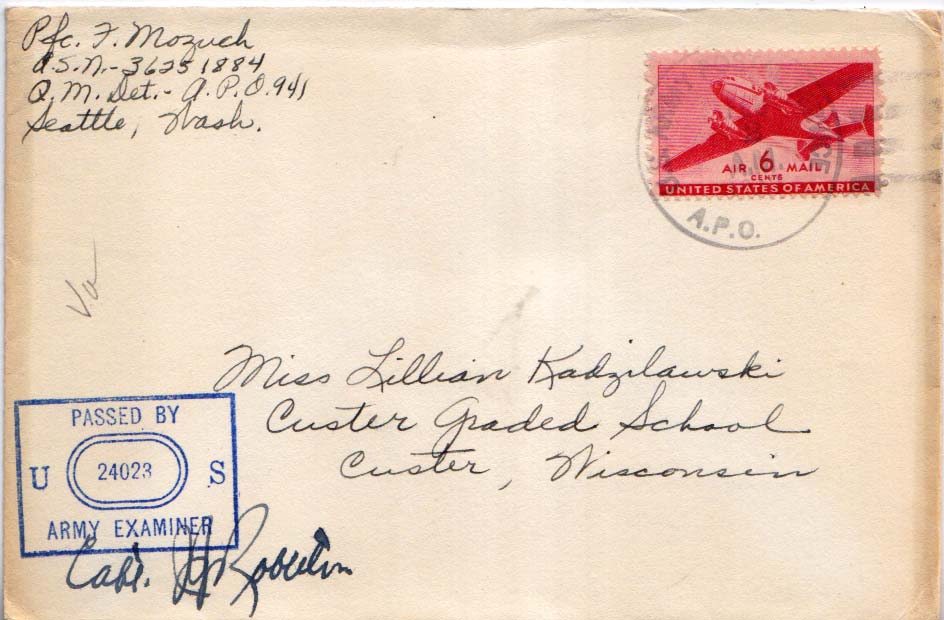 Pfc. F. Mozuch
A.S.N.- 36251884
Q.M. Det.- A.P.O. 941
Seattle, Wash.
AIR 6 MAIL
CENTS
UNITED STATES OF AMERICA
A.M.
A.P.O.
Miss Lillian Kadzilawski
Custer Graded School
Custer, Wisconsin
PASSED BY
U 24023 S
ARMY EXAMINER
Capt.